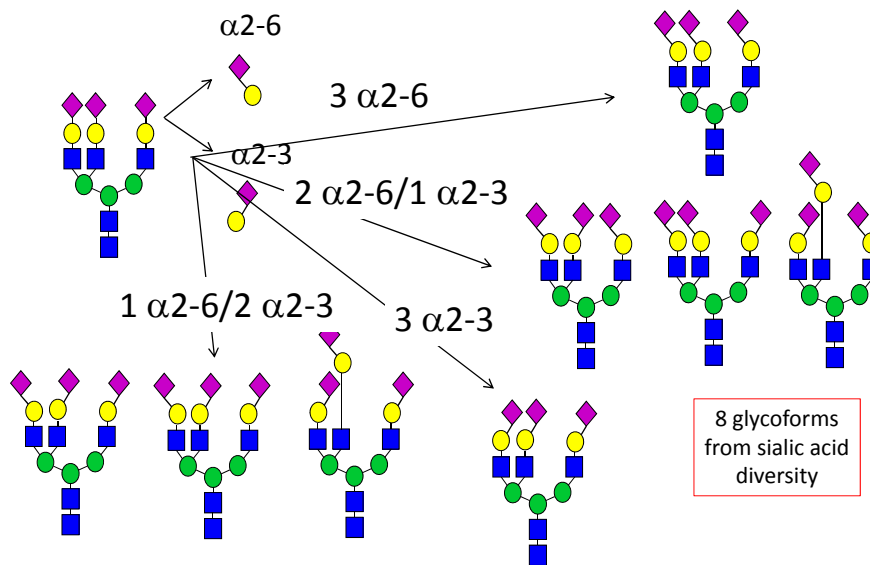 α2-6
3 α2-6
α2-3
2 α2-6/1 α2-3
1 α2-6/2 α2-3
3 α2-3
8 glycoforms
from sialic acid
diversity